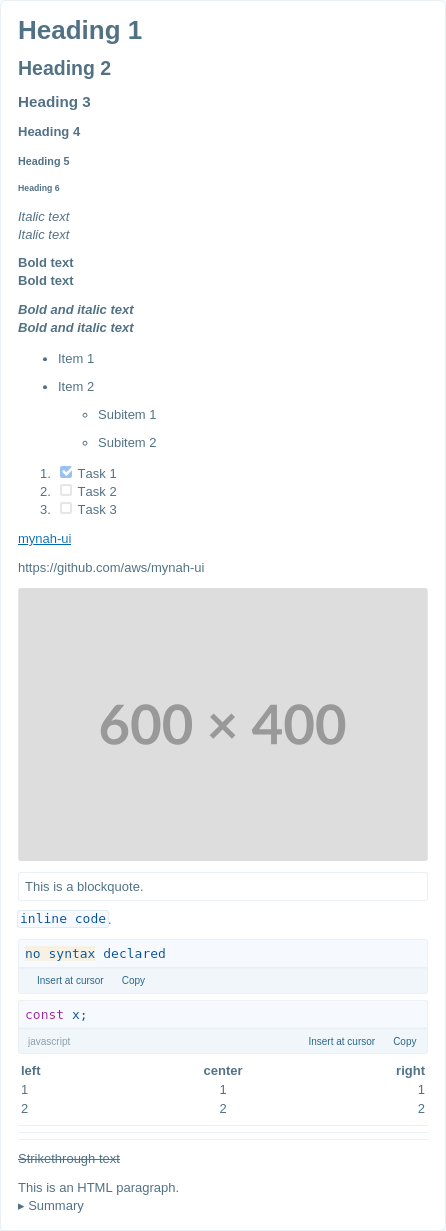 Heading 1
Heading 2
Heading 3
Heading 4
Heading 5
Heading 6
Italic text
Italic text
Bold text
Bold text
Bold and italic text
Bold and italic text
• Item 1
• Item 2
◦ Subitem 1
◦ Subitem 2
1. Task 1
2. Task 2
3. Task 3
mynah-ui
https://github.com/aws/mynah-ui
600 × 400
This is a blockquote.
inline code.
no syntax declared
Insert at cursor Copy
const x;
javascript Insert at cursor Copy
left center right
1 1 1
2 2 2
Strikethrough text
This is an HTML paragraph.
▸ Summary